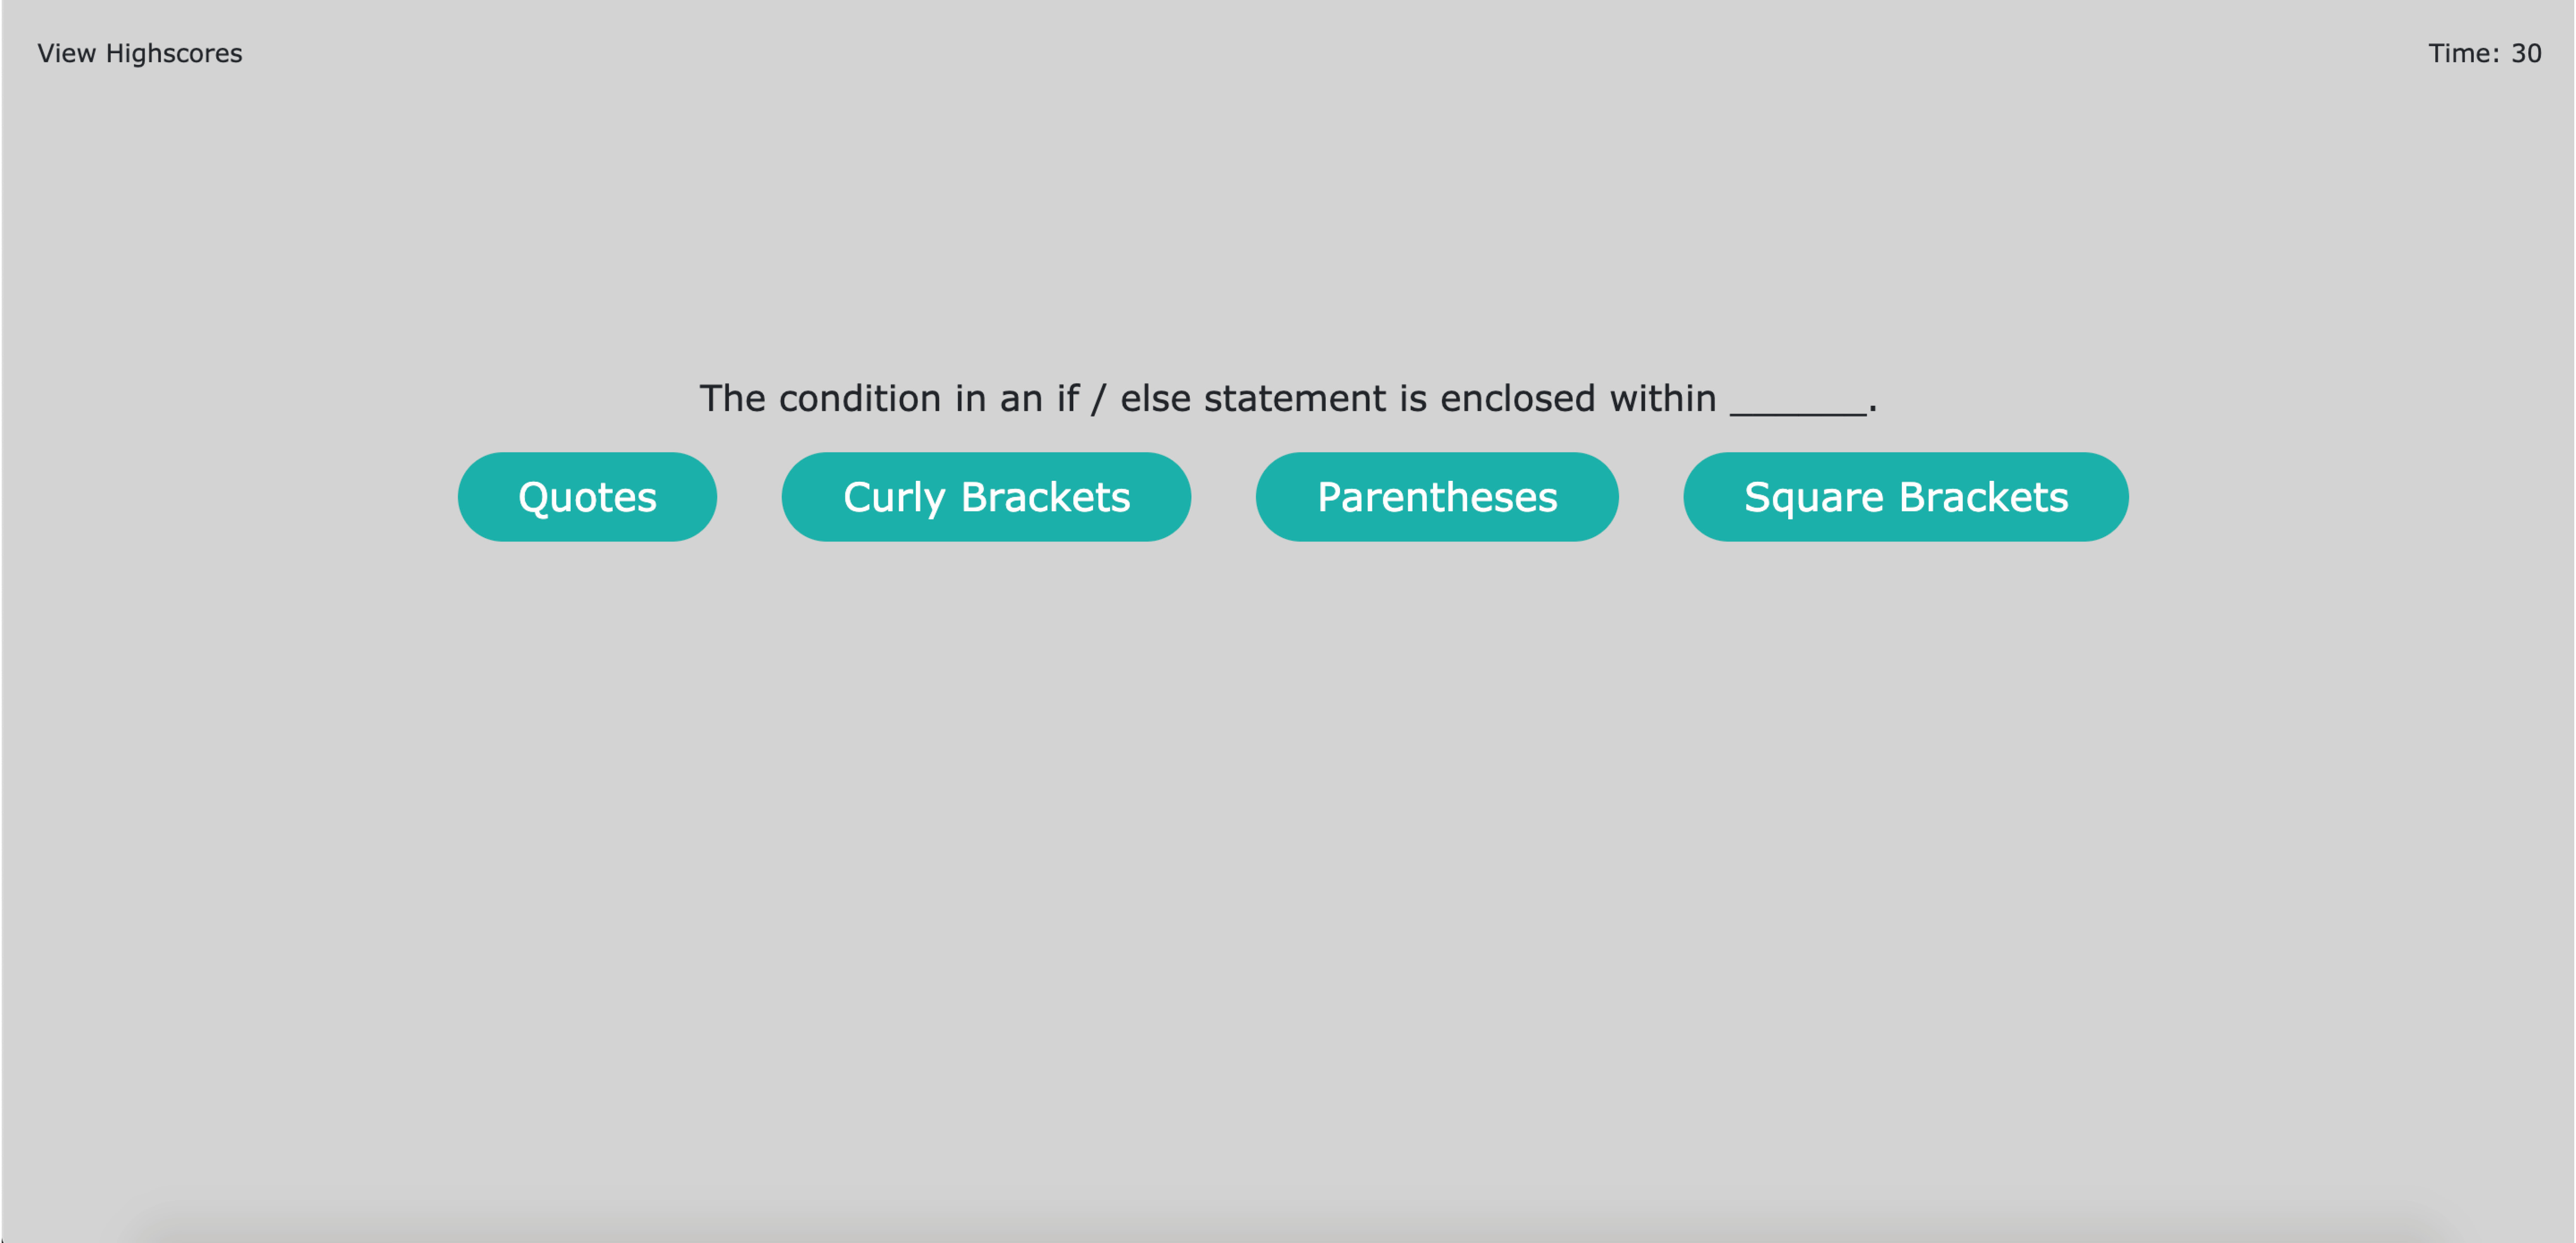 View Highscores
Time: 30
The condition in an if / else statement is enclosed within _______.
Quotes
Curly Brackets
Parentheses
Square Brackets